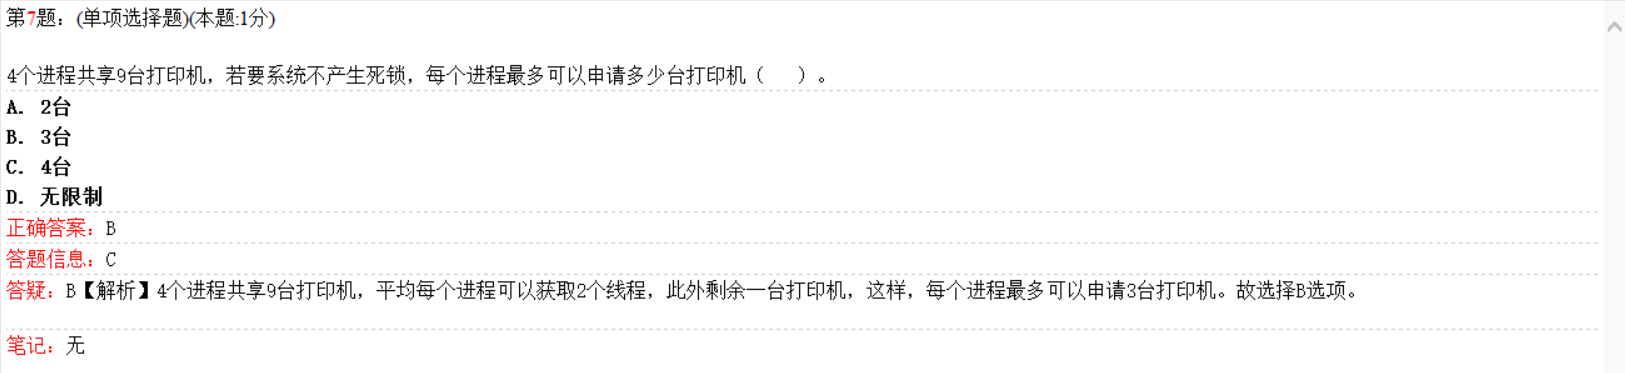 第7题：(单项选择题)(本题:1分)
4个进程共享9台打印机，若要系统不产生死锁，每个进程最多可以申请多少台打印机（　）。
A. 2台
B. 3台
C. 4台
D. 无限制
正确答案：B
答题信息：C
答疑：B【解析】4个进程共享9台打印机，平均每个进程可以获取2个线程，此外剩余一台打印机，这样，每个进程最多可以申请3台打印机。故选择B选项。
笔记：无